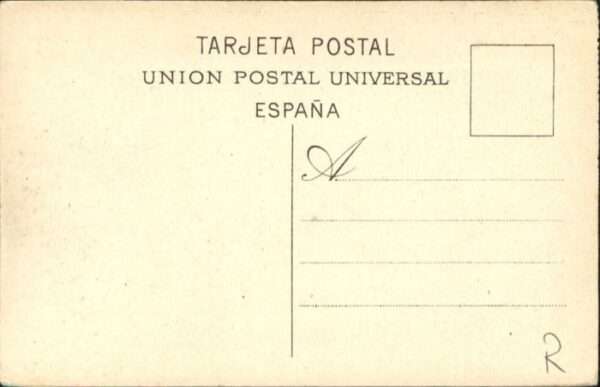 TARJETA POSTAL
UNION POSTAL UNIVERSAL
ESPAÑA
A
R